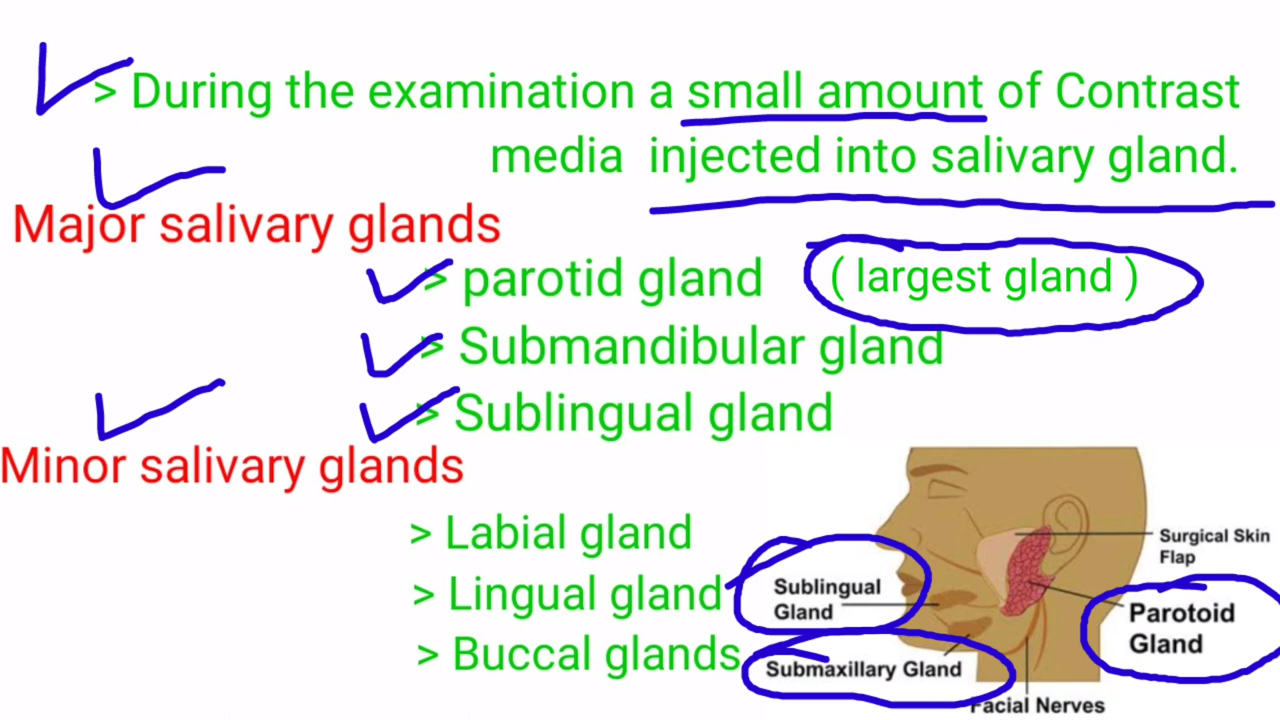 > During the examination a small amount of Contrast
media injected into salivary gland.
Major salivary glands
> parotid gland ( largest gland )
> Submandibular gland
> Sublingual gland
Minor salivary glands
> Labial gland
> Lingual gland
> Buccal glands
Surgical Skin
Flap
Sublingual
Gland
Parotoid
Gland
Submaxillary Gland
Facial Nerves